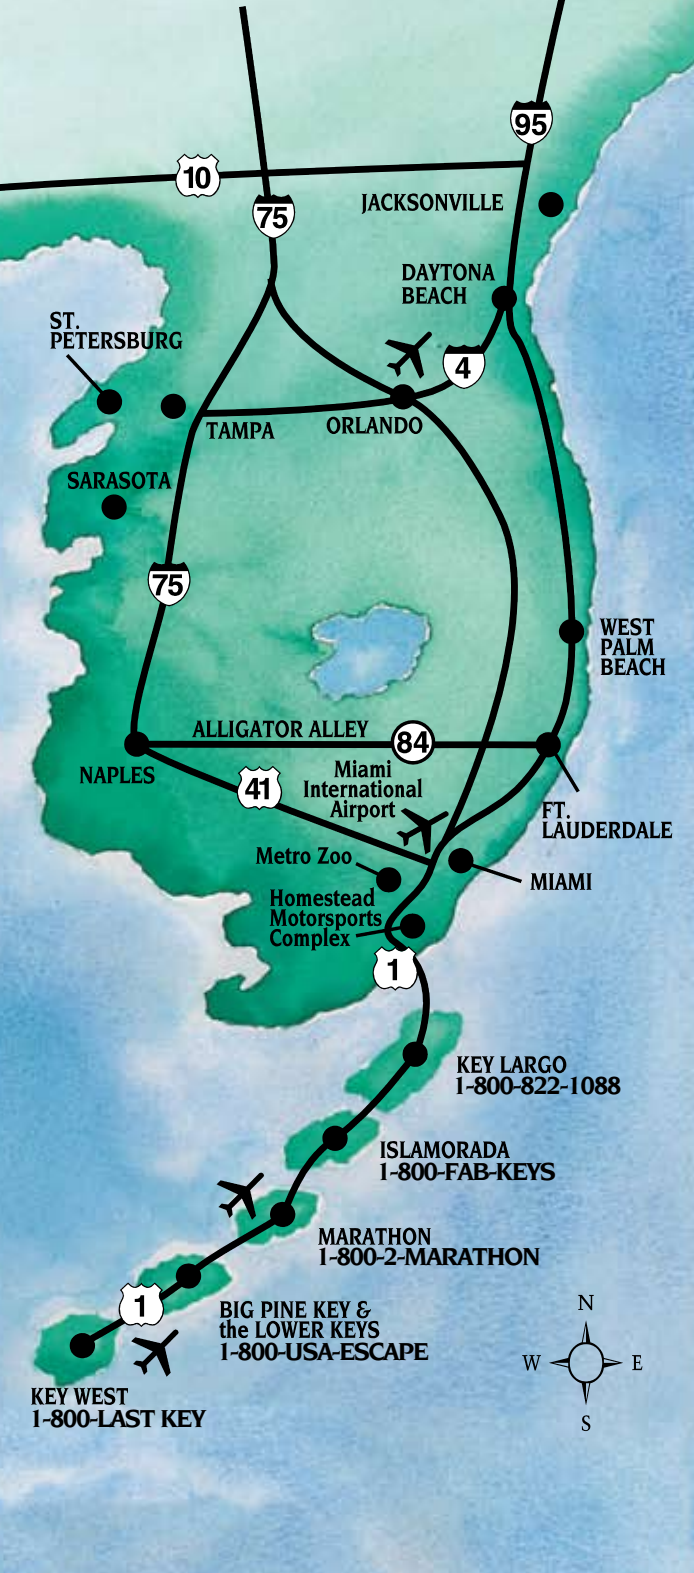 95
10
75
JACKSONVILLE
DAYTONA
BEACH
ST.
PETERSBURG
4
TAMPA
ORLANDO
SARASOTA
75
WEST
PALM
BEACH
ALLIGATOR ALLEY
84
NAPLES
41
Miami
International
Airport
FT.
LAUDERDALE
Metro Zoo
MIAMI
Homestead
Motorsports
Complex
1
KEY LARGO
1-800-822-1088
ISLAMORADA
1-800-FAB-KEYS
MARATHON
1-800-2-MARATHON
1
BIG PINE KEY &
the LOWER KEYS
1-800-USA-ESCAPE
KEY WEST
1-800-LAST KEY
N
W
E
S